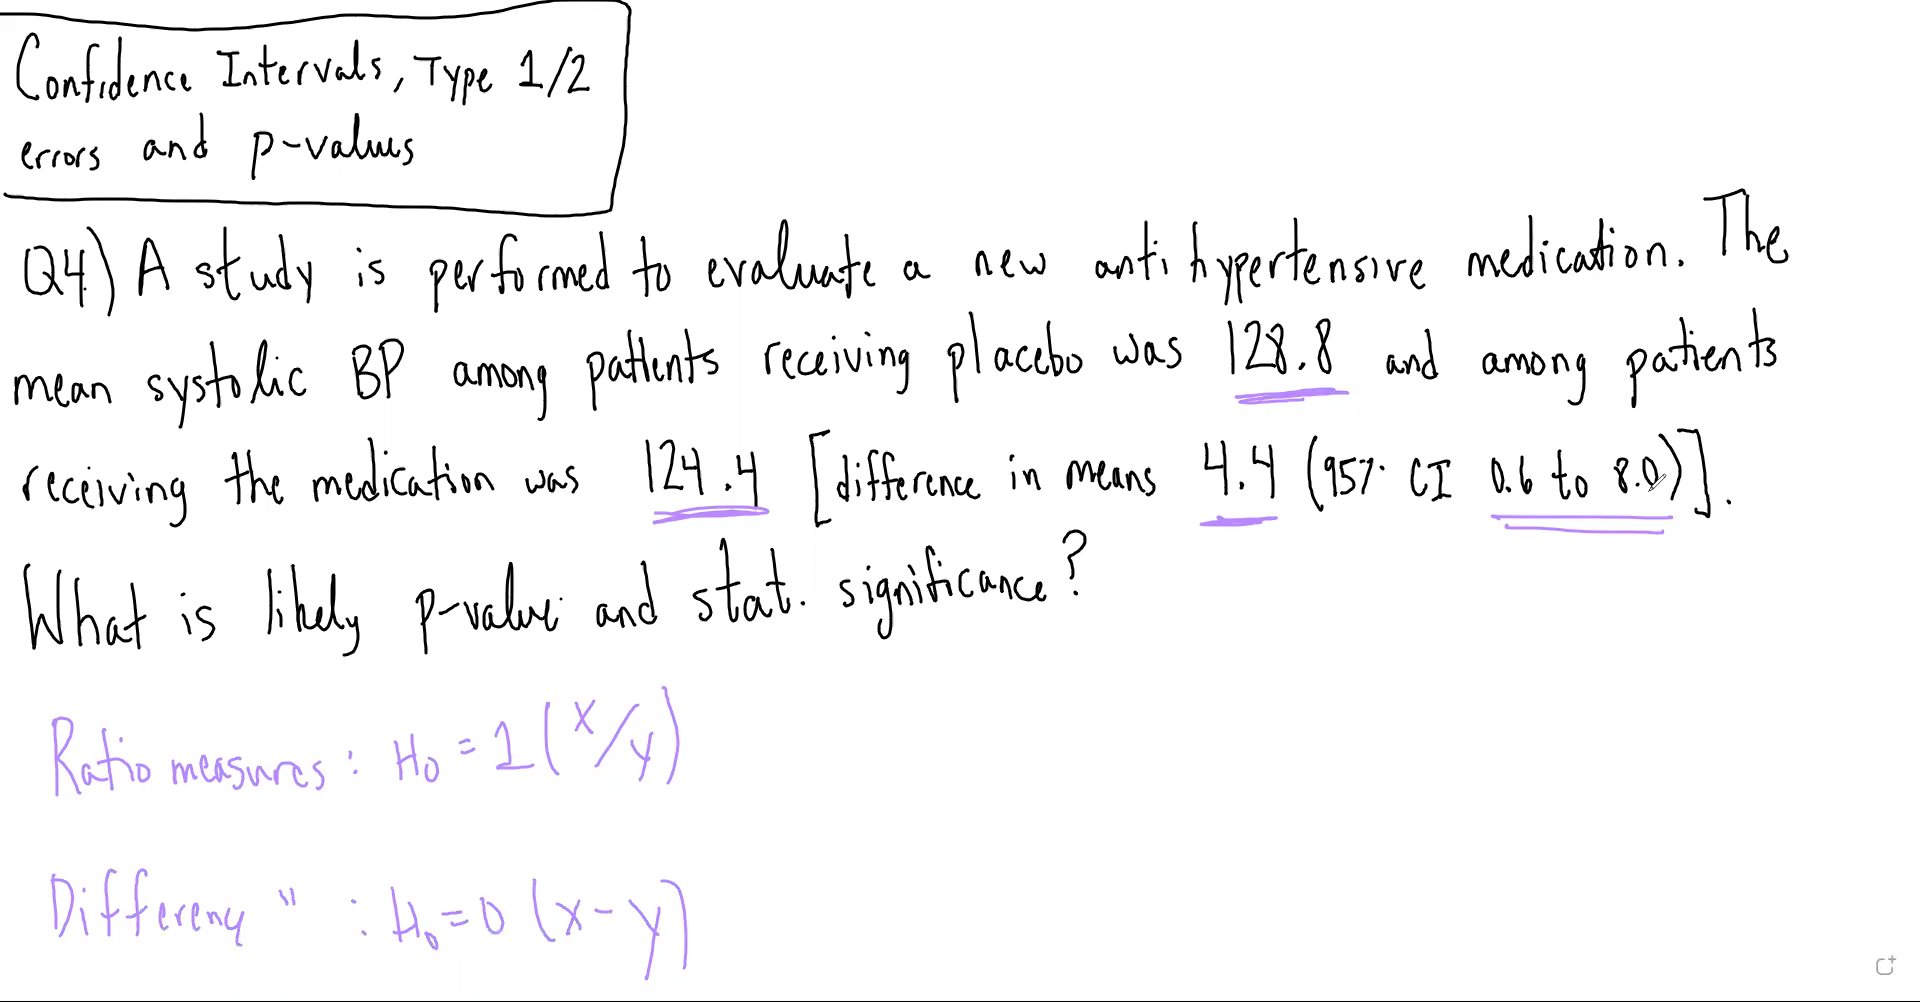 Confidence Intervals, Type 1/2
errors and p-values
Q4) A study is performed to evaluate a new antihypertensive medication. The
mean systolic BP among patients receiving placebo was 128.8 and among patients
receiving the medication was 124.4 [difference in means 4.4 (95% CI 0.6 to 8.0)].
What is likely p-value and stat. significance?
Ratio measures : H0 = 1 (x/y)
Difference " : H0 = 0 (x - y)